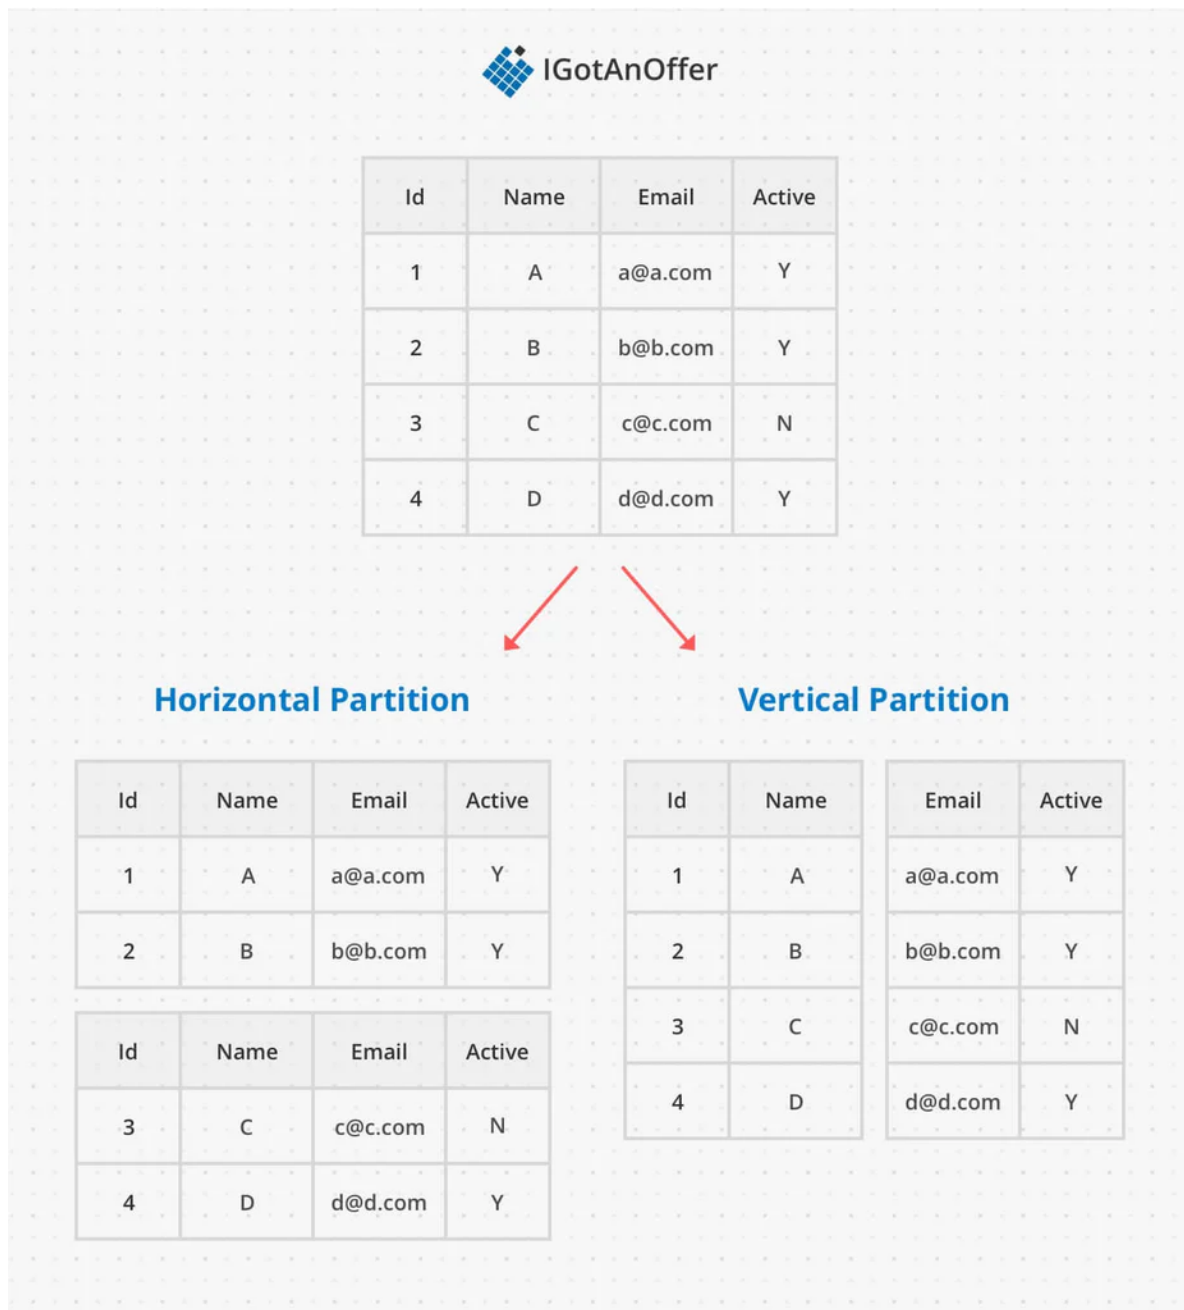 IGotAnOffer
Id Name Email Active
1 A a@a.com Y
2 B b@b.com Y
3 C c@c.com N
4 D d@d.com Y
Horizontal Partition
Id Name Email Active
1 A a@a.com Y
2 B b@b.com Y
Id Name Email Active
3 C c@c.com N
4 D d@d.com Y
Vertical Partition
Id Name
1 A
2 B
3 C
4 D
Email Active
a@a.com Y
b@b.com Y
c@c.com N
d@d.com Y